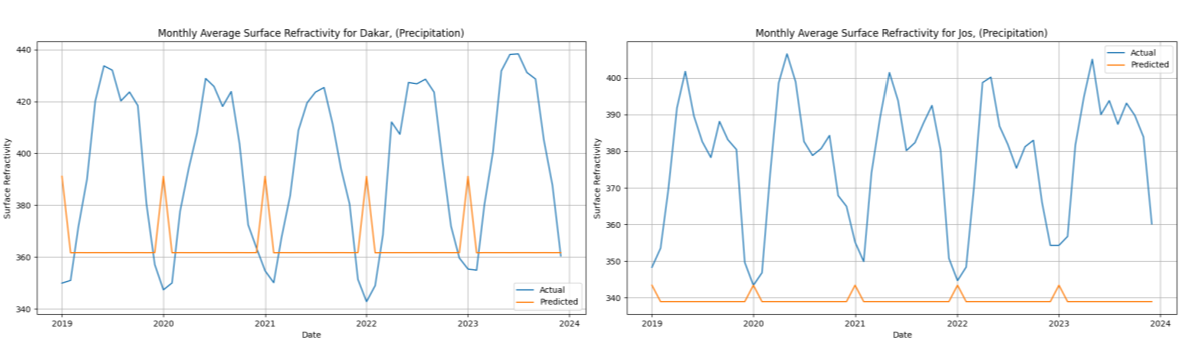 Monthly Average Surface Refractivity for Dakar, (Precipitation)
440
420
400
380
360
340
Surface Refractivity
2019 2020 2021 2022 2023 2024
Date
Actual
Predicted
Monthly Average Surface Refractivity for Jos, (Precipitation)
400
390
380
370
360
350
340
Surface Refractivity
2019 2020 2021 2022 2023 2024
Date
Actual
Predicted